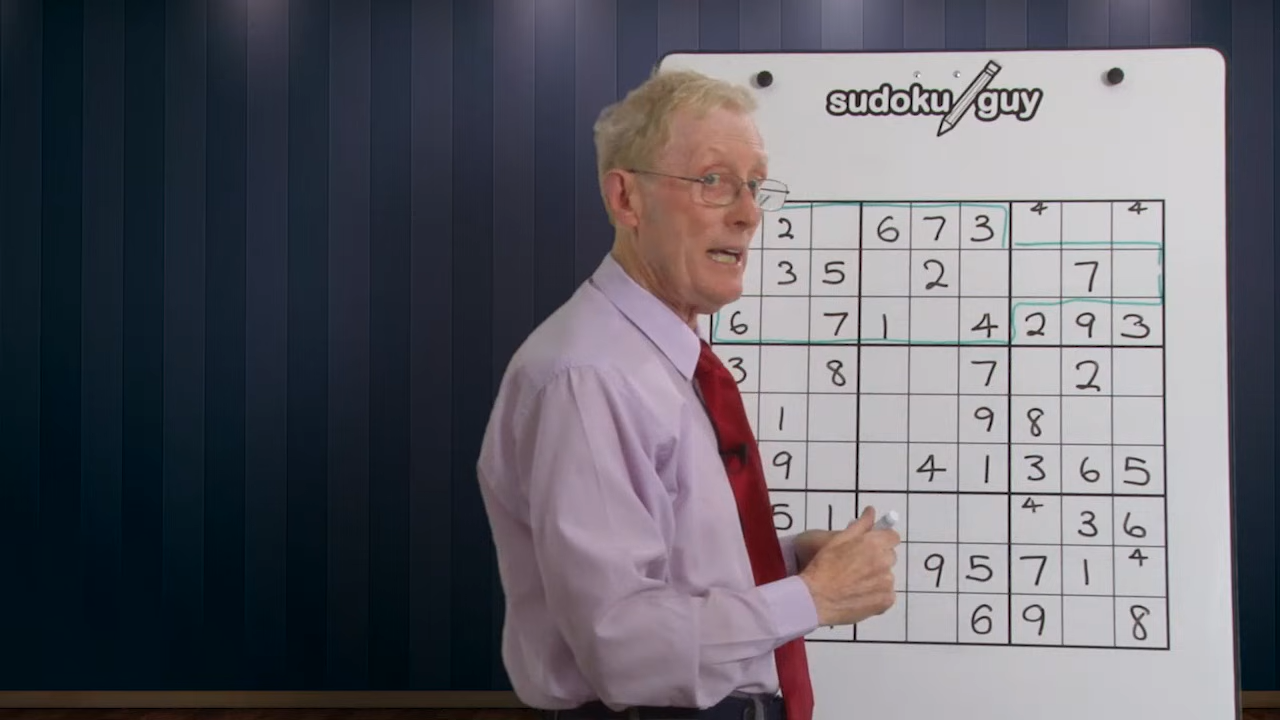 sudoku guy
2 6 7 3 4 4
3 5 2 7
6 7 1 4 2 9 3
3 8 7 2
1 9 8
9 4 1 3 6 5
5 1 4 3 6
9 5 7 1 4
6 9 8